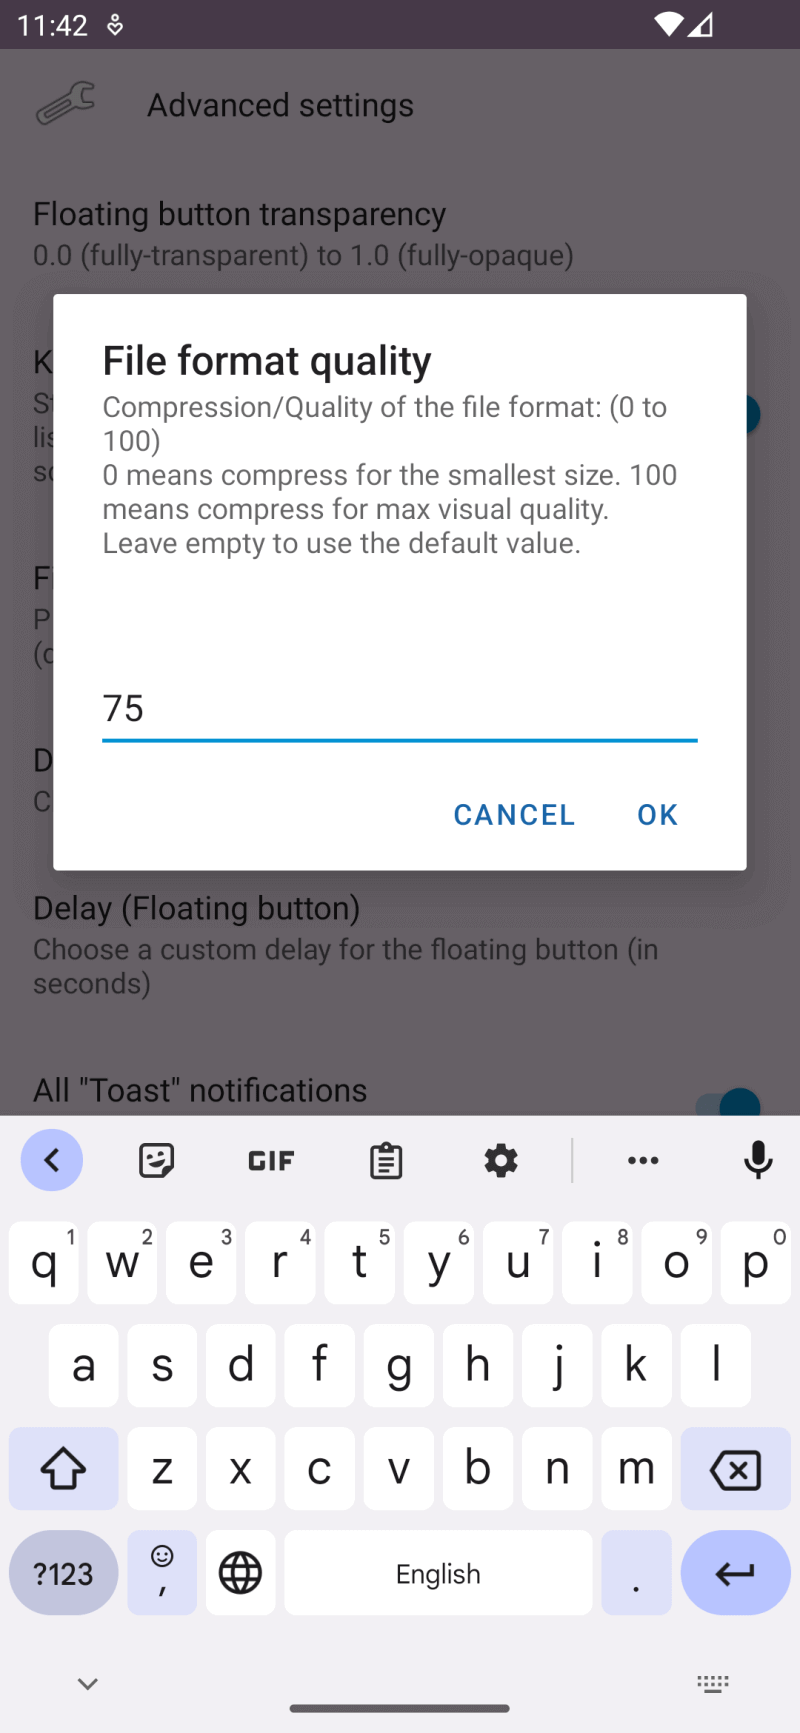 11:42
Advanced settings
Floating button transparency
0.0 (fully-transparent) to 1.0 (fully-opaque)
File format quality
Compression/Quality of the file format: (0 to
100)
0 means compress for the smallest size. 100
means compress for max visual quality.
Leave empty to use the default value.
75
CANCEL OK
Delay (Floating button)
Choose a custom delay for the floating button (in
seconds)
All "Toast" notifications
GIF
q 1 w 2 e 3 r 4 t 5 y 6 u 7 i 8 o 9 p 0
a s d f g h j k l
z x c v b n m
?123 , English .